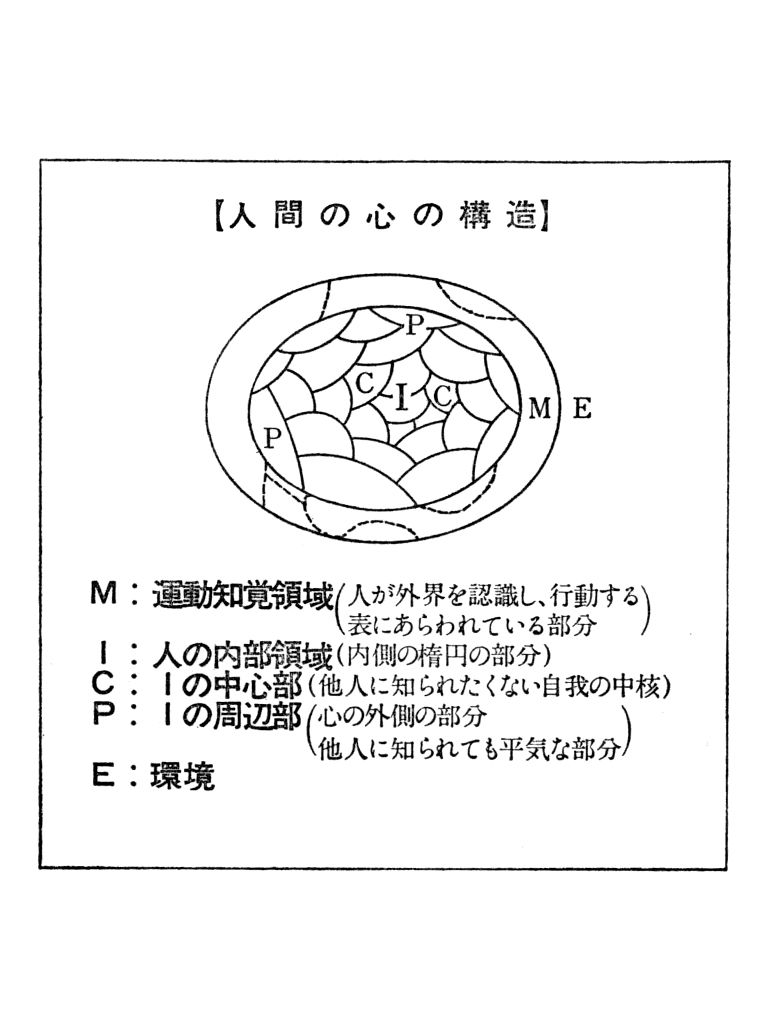 【人間の心の構造】
P
C I C
M E
P
M：運動知覚領域(人が外界を認識し、行動する
表にあらわれている部分)
I：人の内部領域(内側の楕円の部分)
C：Iの中心部(他人に知られたくない自我の中核)
P：Iの周辺部(心の外側の部分
他人に知られても平気な部分)
E：環境